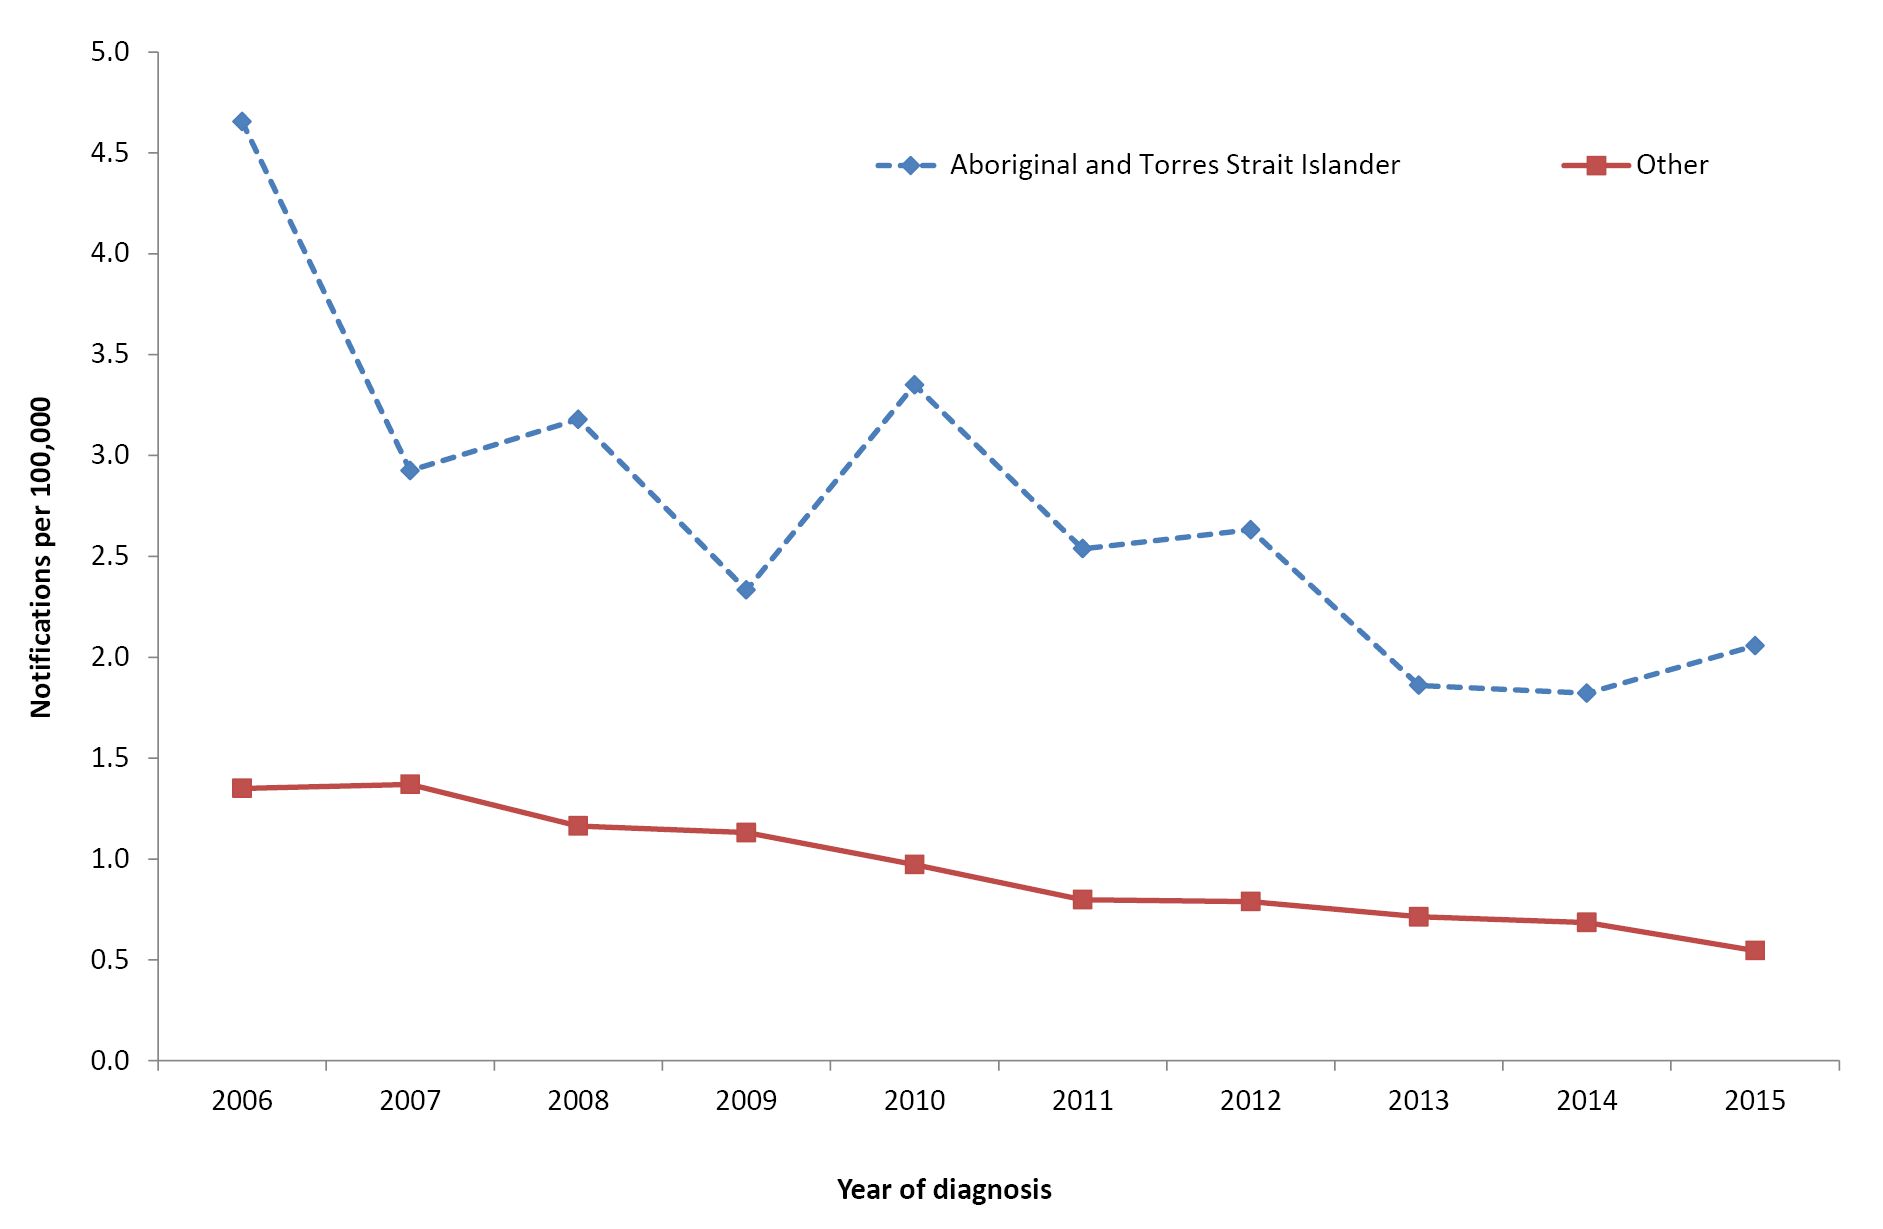 5.0
4.5
4.0
3.5
3.0
2.5
2.0
1.5
1.0
0.5
0.0
Notifications per 100,000
Aboriginal and Torres Strait Islander Other
2006 2007 2008 2009 2010 2011 2012 2013 2014 2015
Year of diagnosis